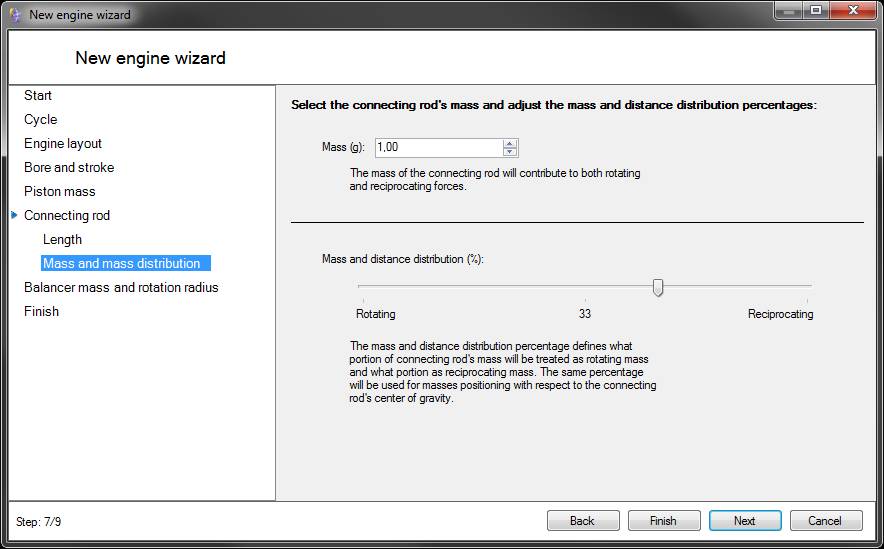 New engine wizard
New engine wizard
Start
Cycle
Engine layout
Bore and stroke
Piston mass
Connecting rod
Length
Mass and mass distribution
Balancer mass and rotation radius
Finish
Select the connecting rod's mass and adjust the mass and distance distribution percentages:
Mass (g): 1,00
The mass of the connecting rod will contribute to both rotating
and reciprocating forces.
Mass and distance distribution (%):
Rotating 33 Reciprocating
The mass and distance distribution percentage defines what
portion of connecting rod's mass will be treated as rotating mass
and what portion as reciprocating mass. The same percentage
will be used for masses positioning with respect to the connecting
rod's center of gravity.
Step: 7/9
Back Finish Next Cancel